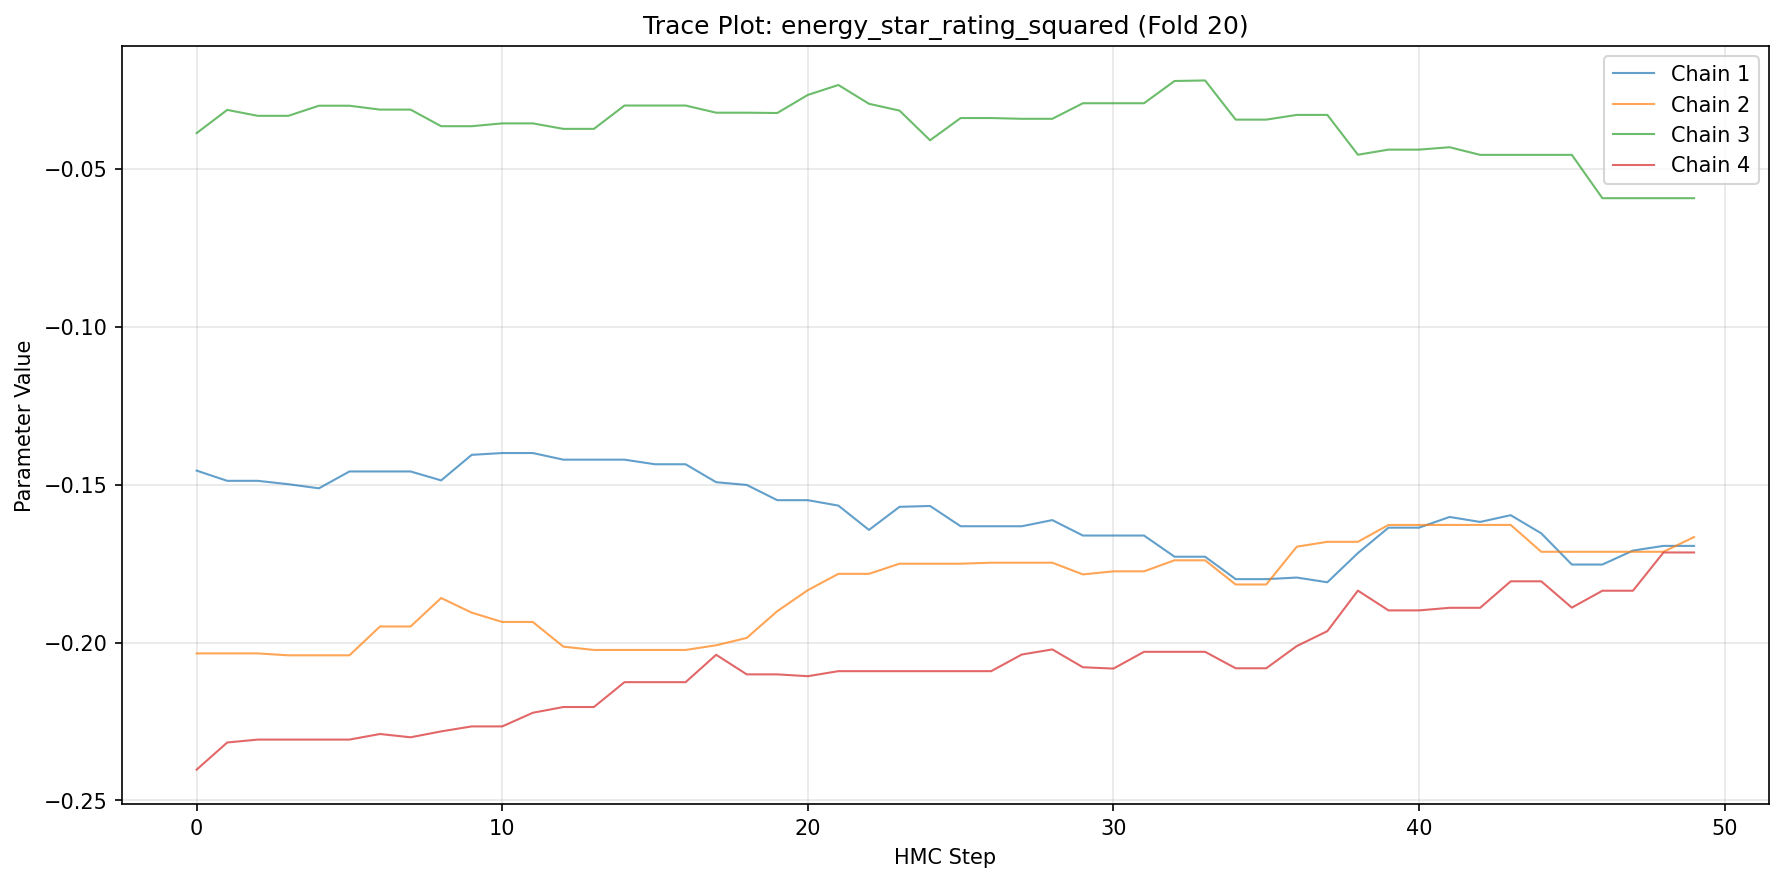 Trace Plot: energy_star_rating_squared (Fold 20)
Chain 1
Chain 2
Chain 3
Chain 4
−0.05
−0.10
−0.15
−0.20
−0.25
Parameter Value
0 10 20 30 40 50
HMC Step